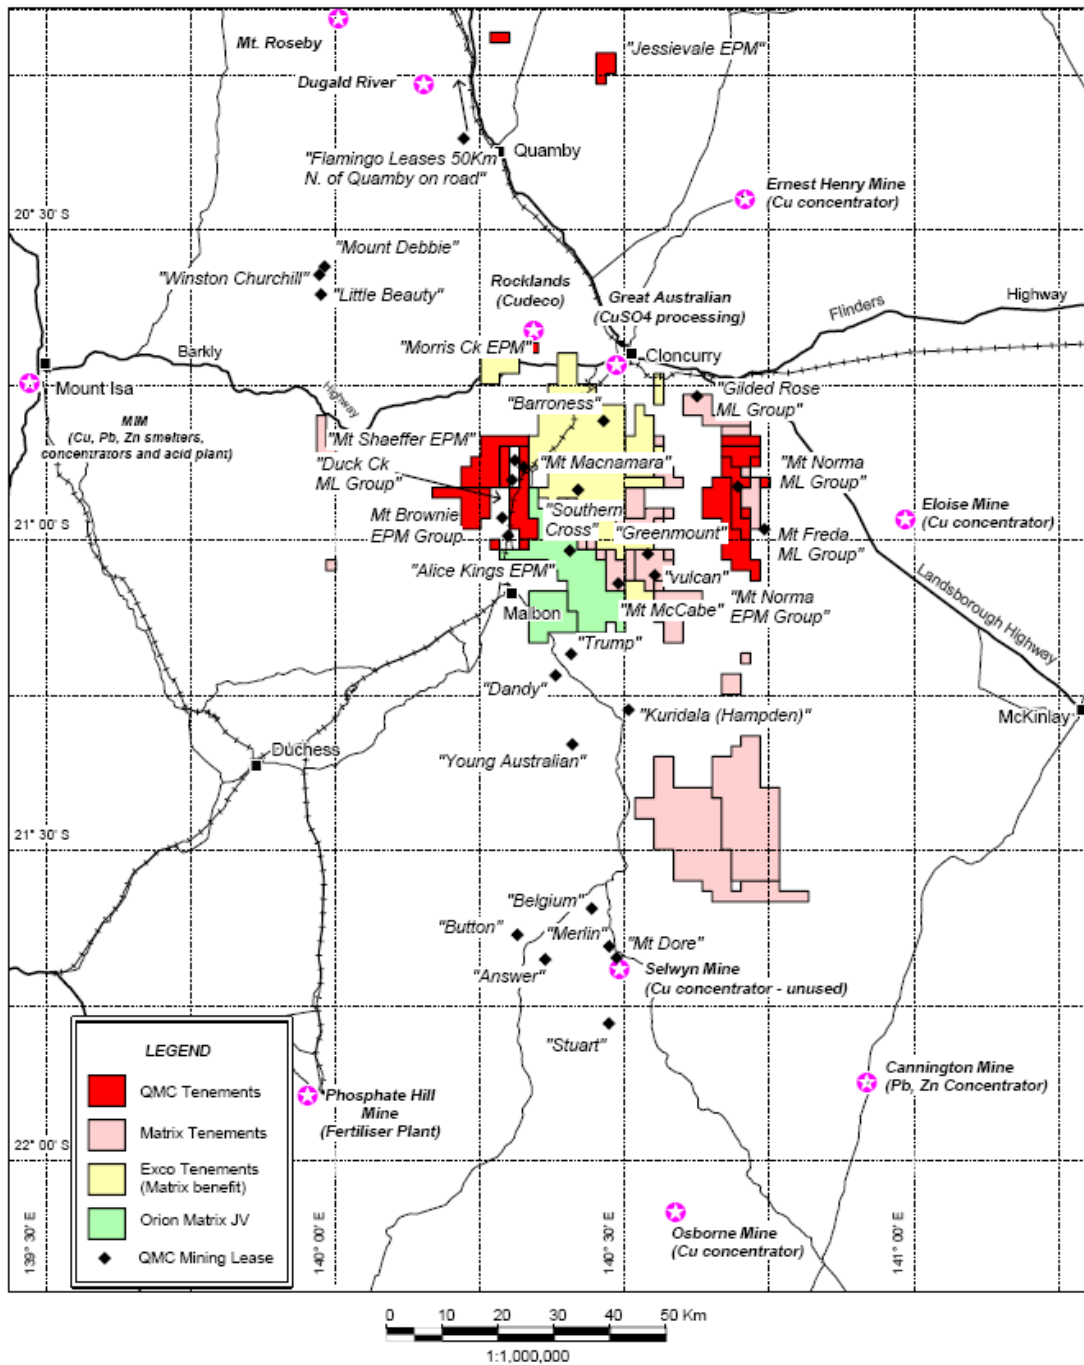 Mt. Roseby
"Jessievale EPM"
Dugald River
Quamby
"Flamingo Leases 50Km
N. of Quamby on road"
Ernest Henry Mine
(Cu concentrator)
20° 30' S
"Mount Debbie"
"Winston Churchill"
"Little Beauty"
Rocklands
(Cudeco)
Great Australian
(CuSO4 processing)
Flinders
Highway
Barkly
Highway
"Morris Ck EPM"
Cloncurry
Mount Isa
"Barroness"
"Gilded Rose
ML Group"
MIM
(Cu, Pb, Zn smelters,
concentrators and acid plant)
"Mt Shaeffer EPM"
"Duck Ck
ML Group"
"Mt Macnamara"
"Mt Norma
ML Group"
Mt Brownie
EPM Group
"Southern
Cross"
"Greenmount"
Eloise Mine
(Cu concentrator)
21° 00' S
"Mt Freda
ML Group"
"Alice Kings EPM"
"vulcan"
Malbon
"Mt McCabe"
"Mt Norma
EPM Group"
Landsborough Highway
"Trump"
"Dandy"
"Kuridala (Hampden)"
McKinlay
Duchess
"Young Australian"
21° 30' S
"Belgium"
"Button"
"Merlin"
"Mt Dore"
"Answer"
Selwyn Mine
(Cu concentrator - unused)
"Stuart"
LEGEND
QMC Tenements
Matrix Tenements
Exco Tenements
(Matrix benefit)
Orion Matrix JV
QMC Mining Lease
Phosphate Hill
Mine
(Fertiliser Plant)
Cannington Mine
(Pb, Zn Concentrator)
22° 00' S
Osborne Mine
(Cu concentrator)
139° 30' E
140° 00' E
140° 30' E
141° 00' E
0 10 20 30 40 50 Km
1:1,000,000